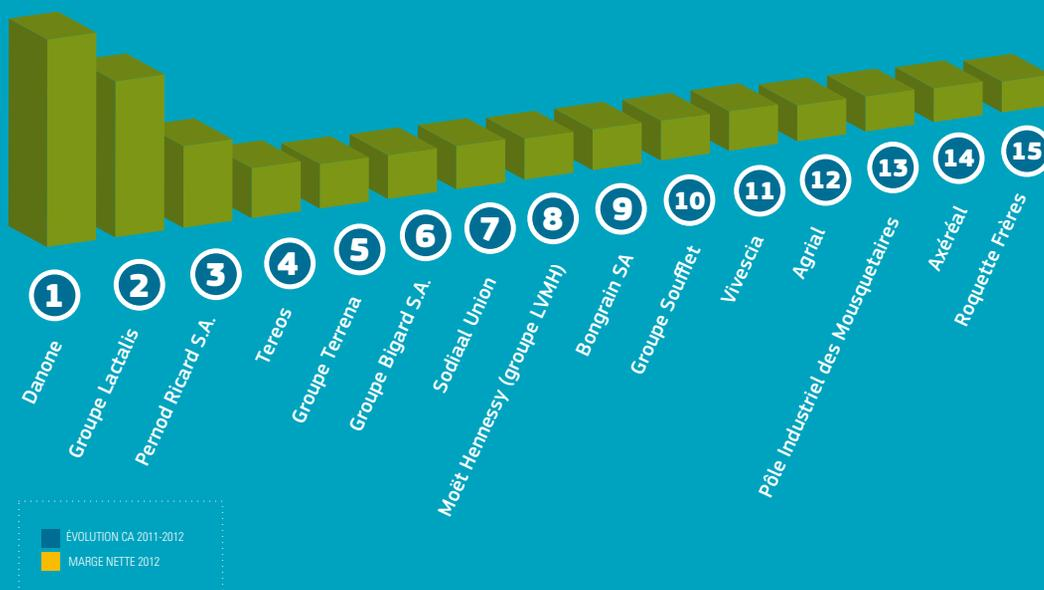 1
Danone
2
Groupe Lactalis
3
Pernod Ricard S.A.
4
Tereos
5
Groupe Terrena
6
Groupe Bigard S.A.
7
Sodiaal Union
8
Moët Hennessy (groupe LVMH)
9
Bongrain SA
10
Groupe Soufflet
11
Vivescia
12
Agrial
13
Pôle Industriel des Mousquetaires
14
Axéréal
15
Roquette Frères
ÉVOLUTION CA 2011-2012
MARGE NETTE 2012